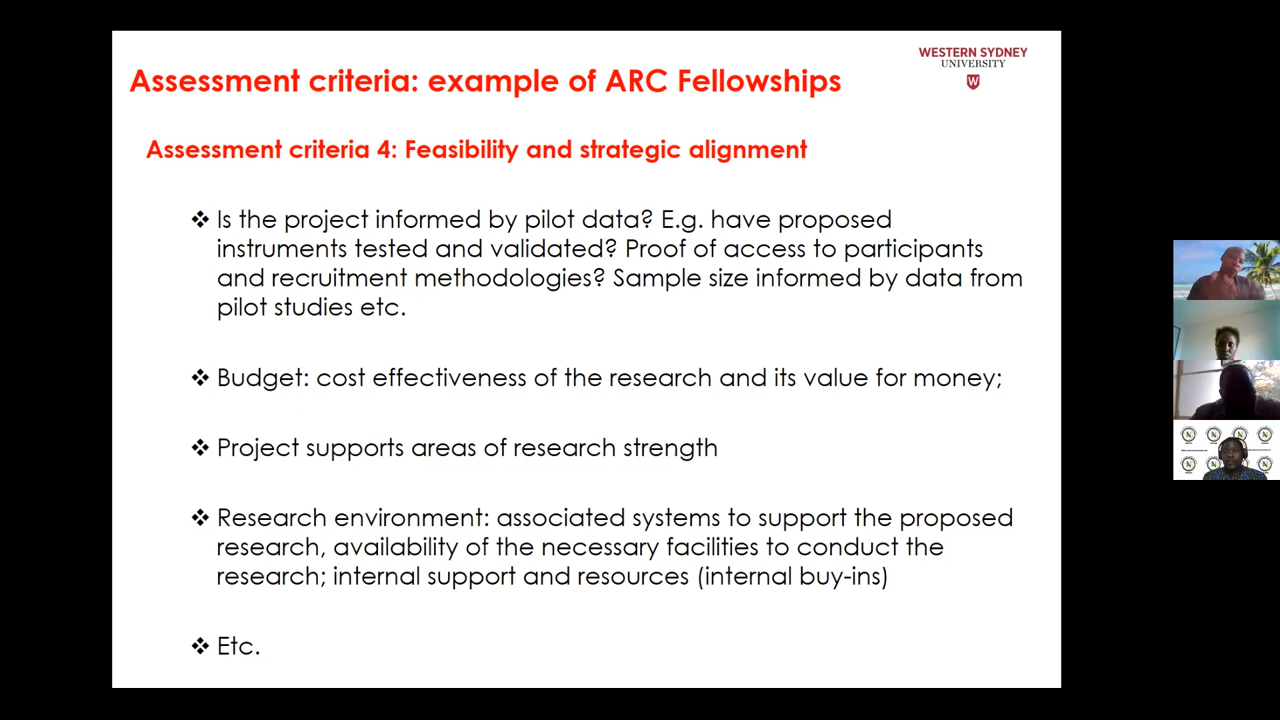 WESTERN SYDNEY
UNIVERSITY
W
Assessment criteria: example of ARC Fellowships
Assessment criteria 4: Feasibility and strategic alignment
❖ Is the project informed by pilot data? E.g. have proposed
instruments tested and validated? Proof of access to participants
and recruitment methodologies? Sample size informed by data from
pilot studies etc.
❖ Budget: cost effectiveness of the research and its value for money;
❖ Project supports areas of research strength
❖ Research environment: associated systems to support the proposed
research, availability of the necessary facilities to conduct the
research; internal support and resources (internal buy-ins)
❖ Etc.